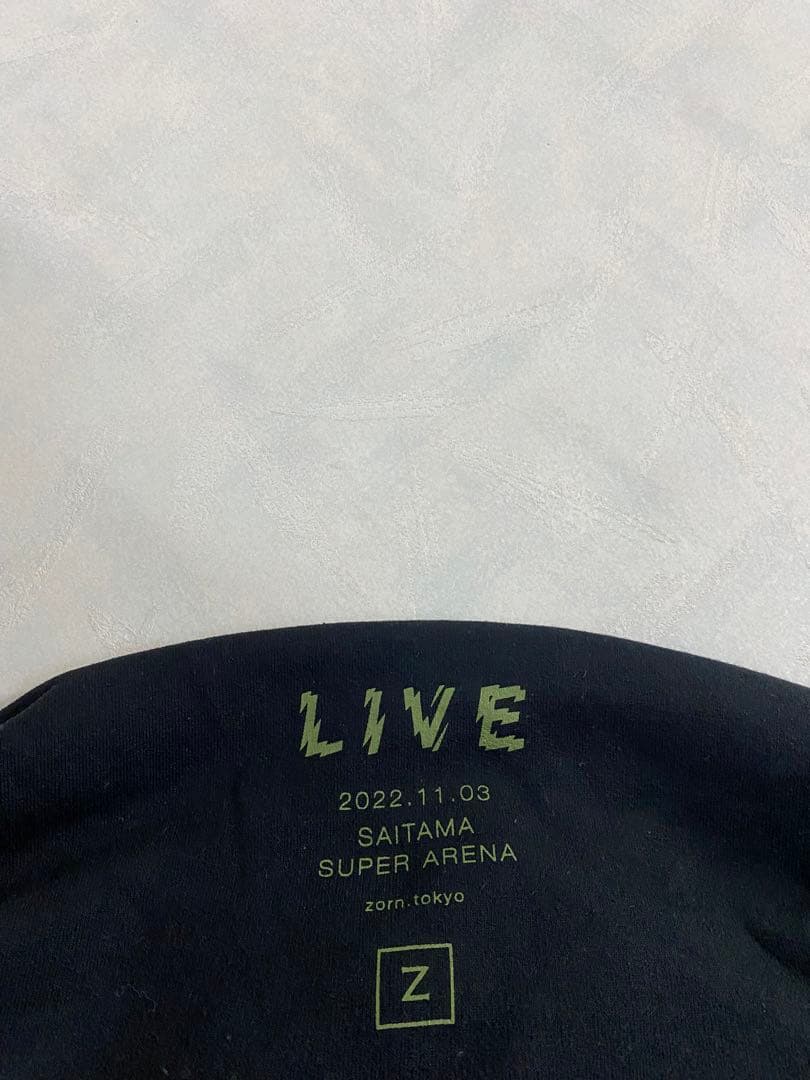 LIVE
2022.11.03
SAITAMA
SUPER ARENA
zorn.tokyo
Z